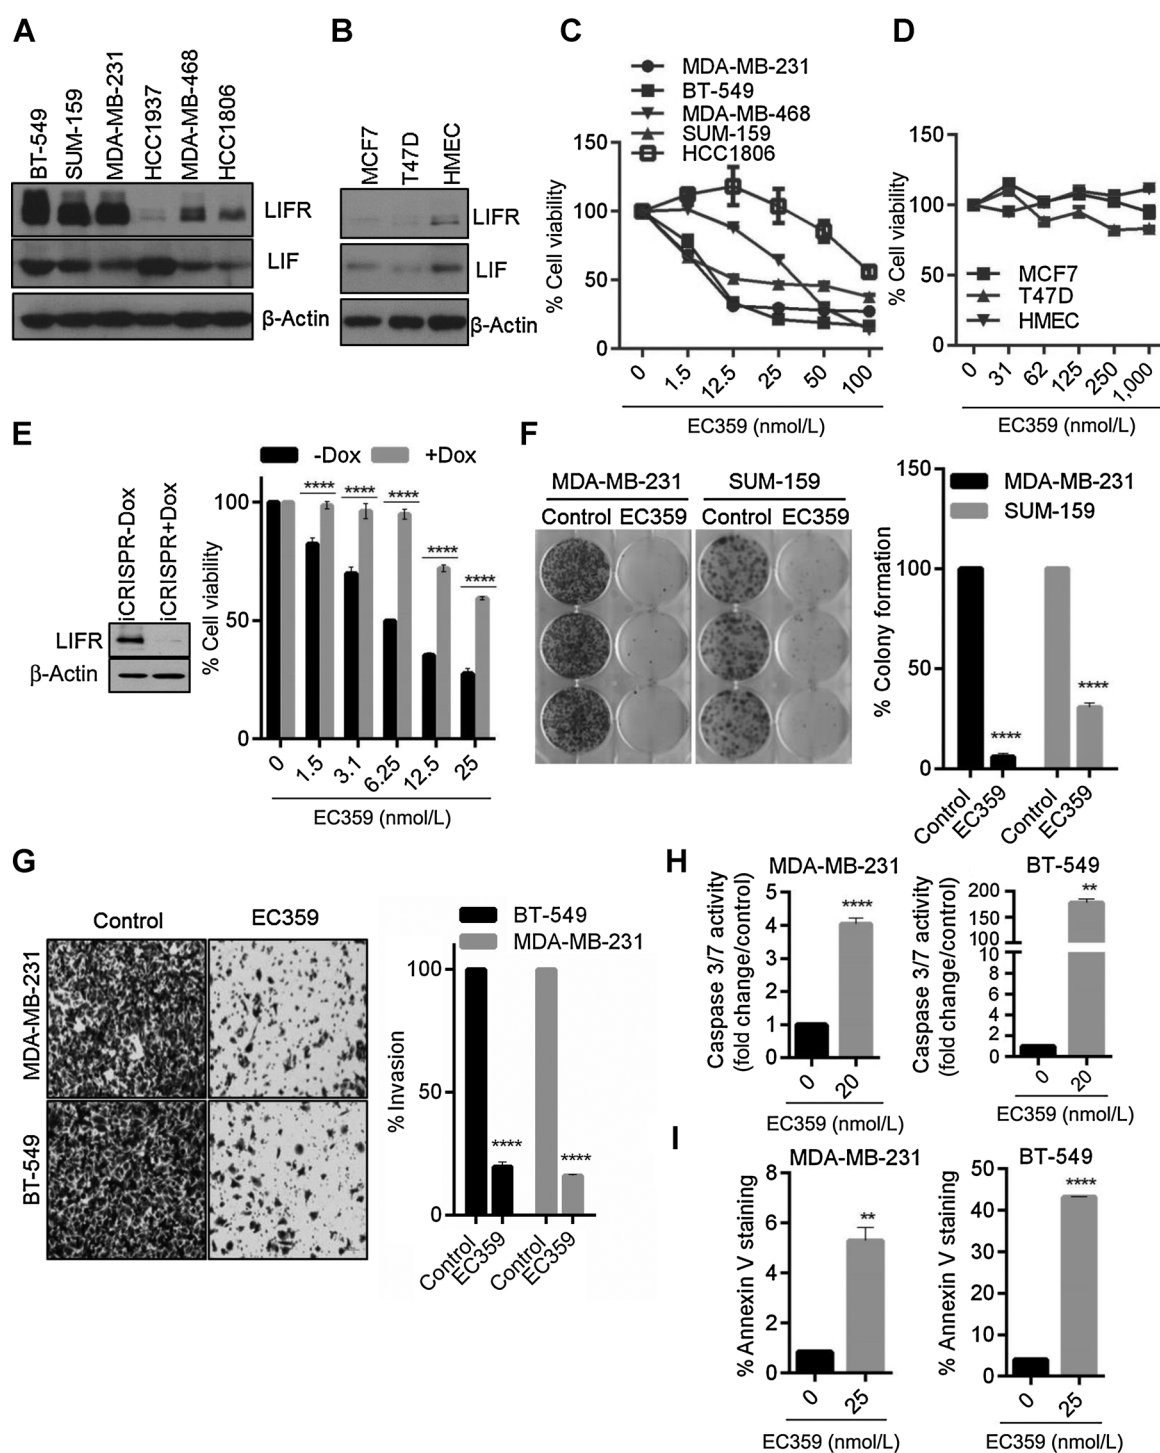 A
BT-549
SUM-159
MDA-MB-231
HCC1937
MDA-MB-468
HCC1806
LIFR
LIF
β-Actin
B
MCF7
T47D
HMEC
LIFR
LIF
β-Actin
C
MDA-MB-231
BT-549
MDA-MB-468
SUM-159
HCC1806
% Cell viability
150
100
50
0
0 1.5 12.5 25 50 100
EC359 (nmol/L)
D
% Cell viability
150
100
50
0
MCF7
T47D
HMEC
0 31 62 125 250 1,000
EC359 (nmol/L)
E
iCRISPR-Dox
iCRISPR+Dox
LIFR
β-Actin
-Dox +Dox
% Cell viability
100
50
0
**** **** **** **** ****
0 1.5 3.1 6.25 12.5 25
EC359 (nmol/L)
F
MDA-MB-231 SUM-159
Control EC359 Control EC359
% Colony formation
150
100
50
0
MDA-MB-231
SUM-159
**** ****
Control EC359 Control EC359
G
Control EC359
MDA-MB-231
BT-549
BT-549
MDA-MB-231
% Invasion
100
50
0
**** ****
Control EC359 Control EC359
H
MDA-MB-231
Caspase 3/7 activity
(fold change/control)
5
4
3
2
1
0
****
0 20
EC359 (nmol/L)
BT-549
Caspase 3/7 activity
(fold change/control)
200
150
100
10
8
6
4
2
0
**
0 20
EC359 (nmol/L)
I
MDA-MB-231
% Annexin V staining
8
6
4
2
0
**
0 25
EC359 (nmol/L)
BT-549
% Annexin V staining
50
40
30
20
10
0
****
0 25
EC359 (nmol/L)